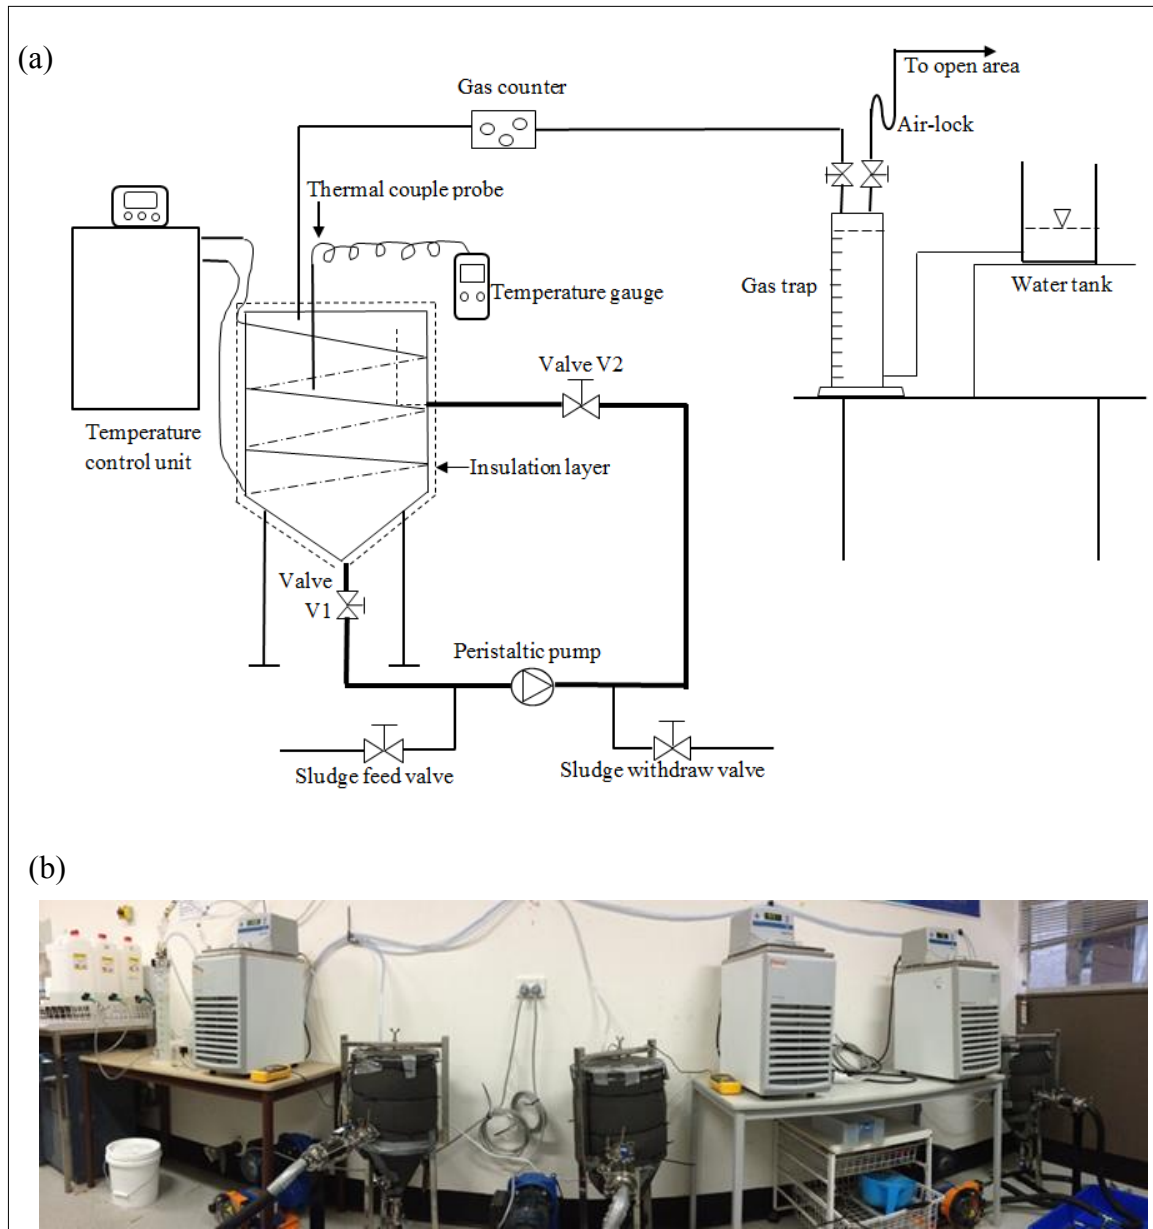 (a)
To open area
Gas counter
Air-lock
Thermal couple probe
Gas trap
Temperature gauge
Water tank
Valve V2
Temperature
control unit
Insulation layer
Valve
V1
Peristaltic pump
Sludge feed valve
Sludge withdraw valve
(b)